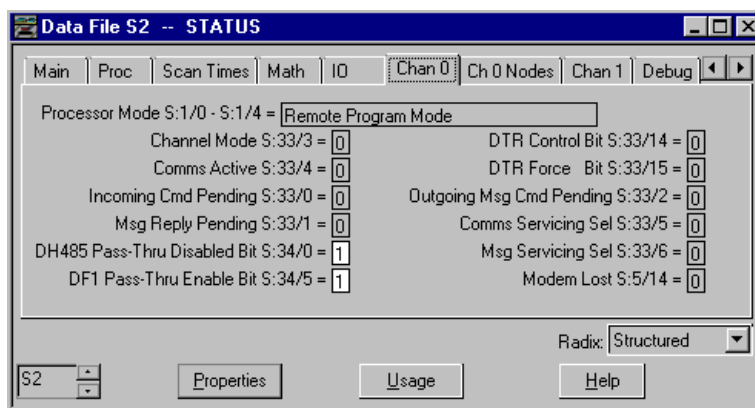 Data File S2 -- STATUS
Main Proc Scan Times Math IO Chan 0 Ch 0 Nodes Chan 1 Debug
Processor Mode S:1/0 - S:1/4 = Remote Program Mode
Channel Mode S:33/3 = 0 DTR Control Bit S:33/14 = 0
Comms Active S:33/4 = 0 DTR Force Bit S:33/15 = 0
Incoming Cmd Pending S:33/0 = 0 Outgoing Msg Cmd Pending S:33/2 = 0
Msg Reply Pending S:33/1 = 0 Comms Servicing Sel S:33/5 = 0
DH485 Pass-Thru Disabled Bit S:34/0 = 1 Msg Servicing Sel S:33/6 = 0
DF1 Pass-Thru Enable Bit S:34/5 = 1 Modem Lost S:5/14 = 0
Radix: Structured
S2 Properties Usage Help